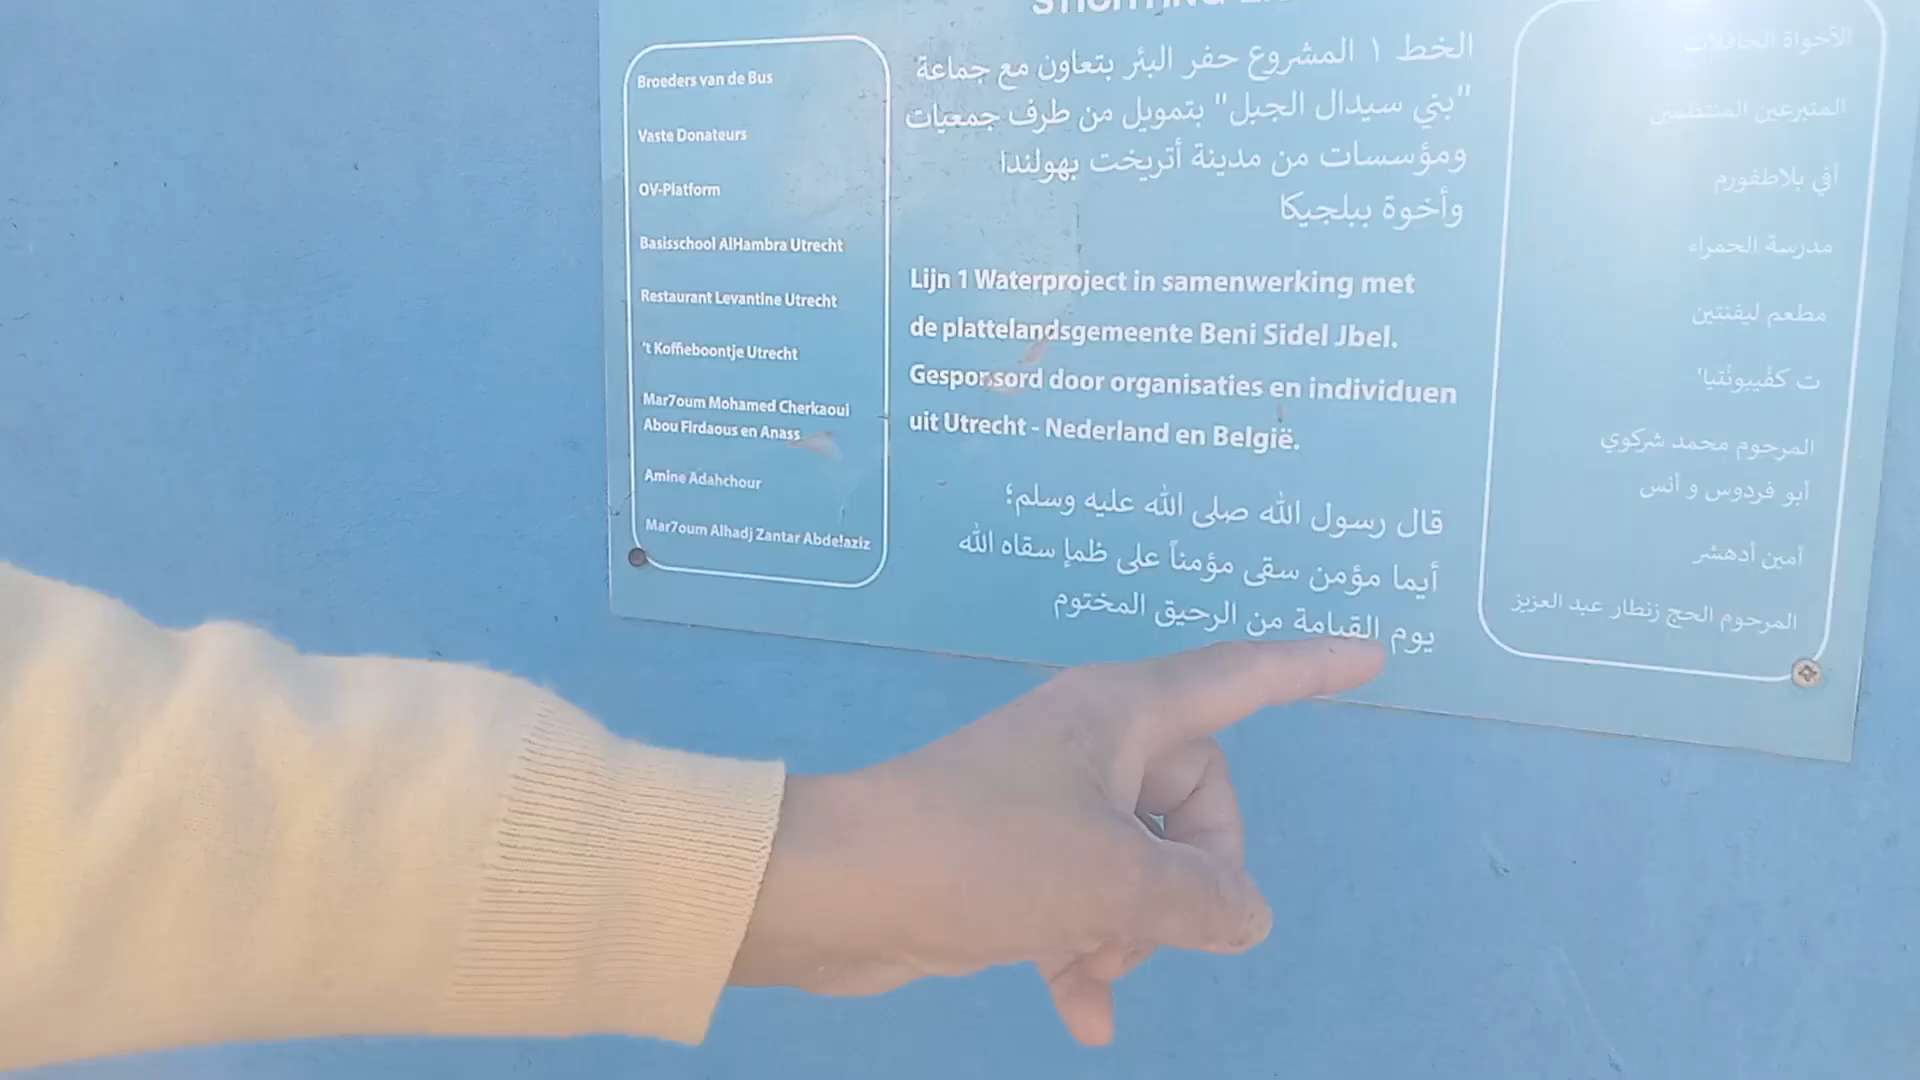 STICHTING
Broeders van de Bus
Vaste Donateurs
OV-Platform
Basisschool AlHambra Utrecht
Restaurant Levantine Utrecht
't Koffieboontje Utrecht
Mar7oum Mohamed Cherkaoui
Abou Firdaous en Anass
Amine Adahchour
Mar7oum Alhadj Zantar Abdelaziz
الخط ١ المشروع حفر البئر بتعاون مع جماعة
"بني سيدال الجبل" بتمويل من طرف جمعيات
ومؤسسات من مدينة أتريخت بهولندا
وأخوة ببلجيكا
Lijn 1 Waterproject in samenwerking met
de plattelandsgemeente Beni Sidel Jbel.
Gesponsord door organisaties en individuen
uit Utrecht - Nederland en België.
قال رسول الله صلى الله عليه وسلم؛
أيما مؤمن سقى مؤمناً على ظمإ سقاه الله
يوم القيامة من الرحيق المختوم
الأخواة الحافلات
المتبرعين المنتظمين
أفي بلاطفورم
مدرسة الحمراء
مطعم ليفنتين
ت كفيبونتيا'
المرحوم محمد شركوي
أبو فردوس و أنس
أمين أدهشر
المرحوم الحج زنطار عبد العزيز